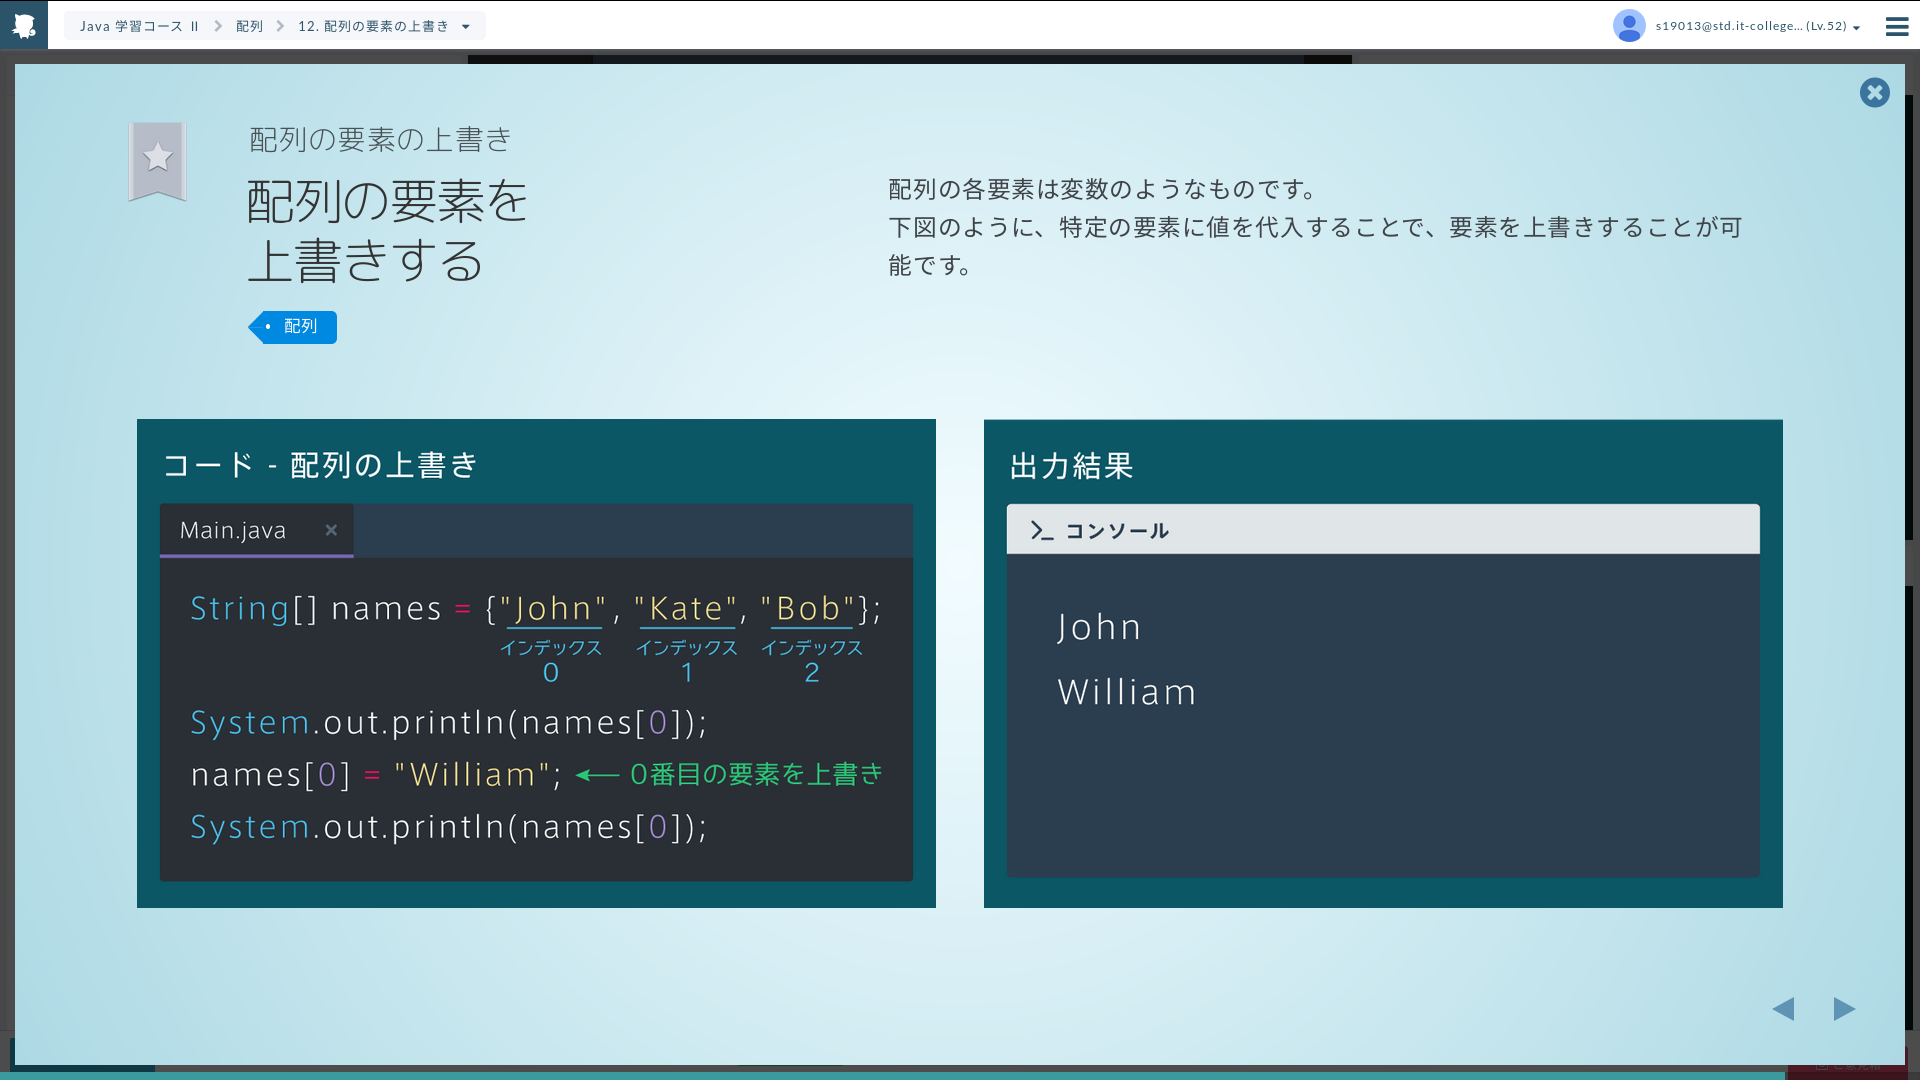 Java 学習コース Ⅱ
配列
12. 配列の要素の上書き
s19013@std.it-college... (Lv.52)
配列の要素の上書き
配列の要素を
上書きする
配列
配列の各要素は変数のようなものです。
下図のように、特定の要素に値を代入することで、要素を上書きすることが可
能です。
コード - 配列の上書き
Main.java
String[] names = {"John", "Kate", "Bob"};
インデックス インデックス インデックス
0 1 2
System.out.println(names[0]);
names[0] = "William"; ← 0番目の要素を上書き
System.out.println(names[0]);
出力結果
コンソール
John
William